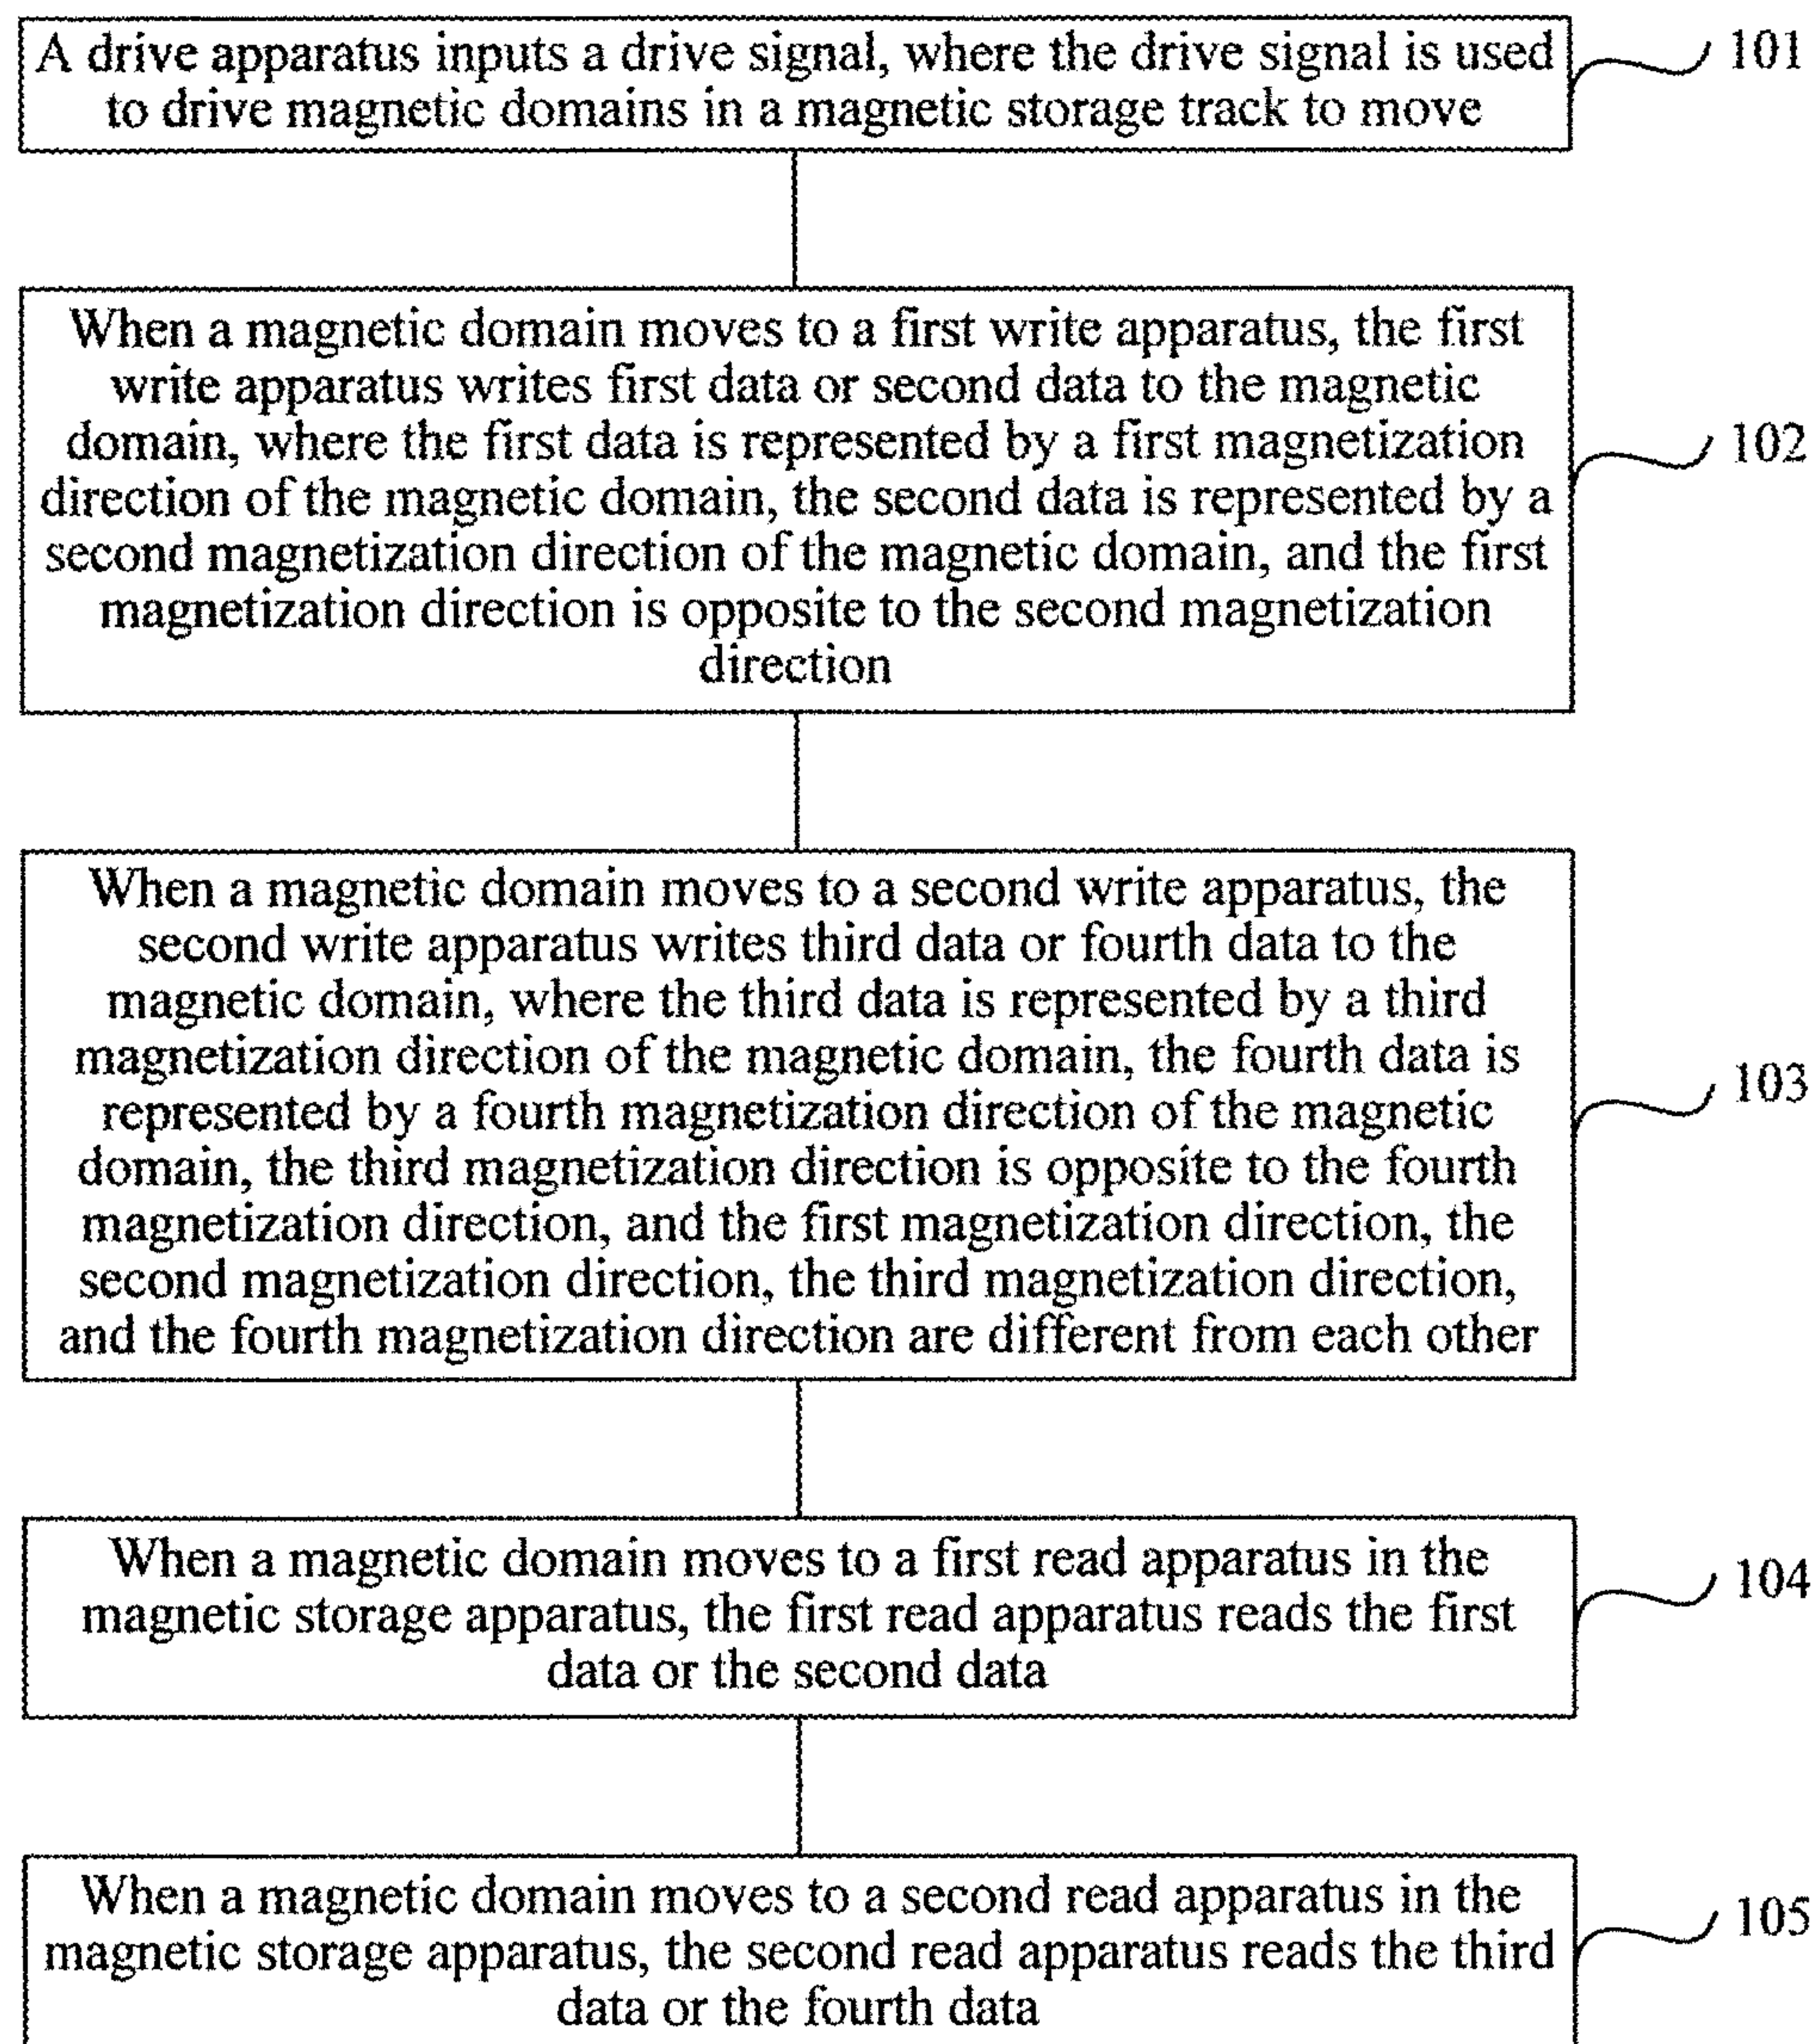 A drive apparatus inputs a drive signal, where the drive signal is used
to drive magnetic domains in a magnetic storage track to move
101
When a magnetic domain moves to a first write apparatus, the first
write apparatus writes first data or second data to the magnetic
domain, where the first data is represented by a first magnetization
direction of the magnetic domain, the second data is represented by a
second magnetization direction of the magnetic domain, and the first
magnetization direction is opposite to the second magnetization
direction
102
When a magnetic domain moves to a second write apparatus, the
second write apparatus writes third data or fourth data to the
magnetic domain, where the third data is represented by a third
magnetization direction of the magnetic domain, the fourth data is
represented by a fourth magnetization direction of the magnetic
domain, the third magnetization direction is opposite to the fourth
magnetization direction, and the first magnetization direction, the
second magnetization direction, the third magnetization direction,
and the fourth magnetization direction are different from each other
103
When a magnetic domain moves to a first read apparatus in the
magnetic storage apparatus, the first read apparatus reads the first
data or the second data
104
When a magnetic domain moves to a second read apparatus in the
magnetic storage apparatus, the second read apparatus reads the third
data or the fourth data
105